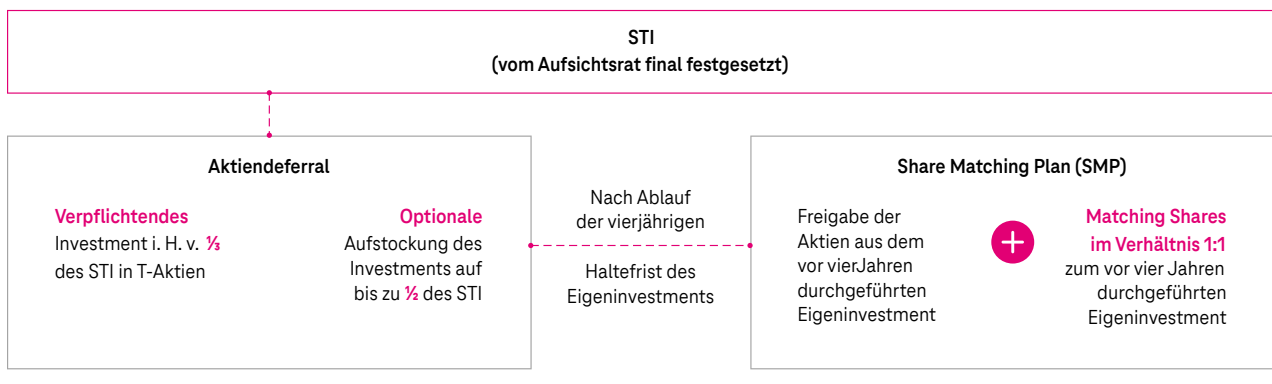 STI
(vom Aufsichtsrat final festgesetzt)
Aktiendeferral
Verpflichtendes
Investment i. H. v. ⅓
des STI in T-Aktien
Optionale
Aufstockung des
Investments auf
bis zu ½ des STI
Nach Ablauf
der vierjährigen
Haltefrist des
Eigeninvestments
Share Matching Plan (SMP)
Freigabe der
Aktien aus dem
vor vierJahren
durchgeführten
Eigeninvestment
+
Matching Shares
im Verhältnis 1:1
zum vor vier Jahren
durchgeführten
Eigeninvestment